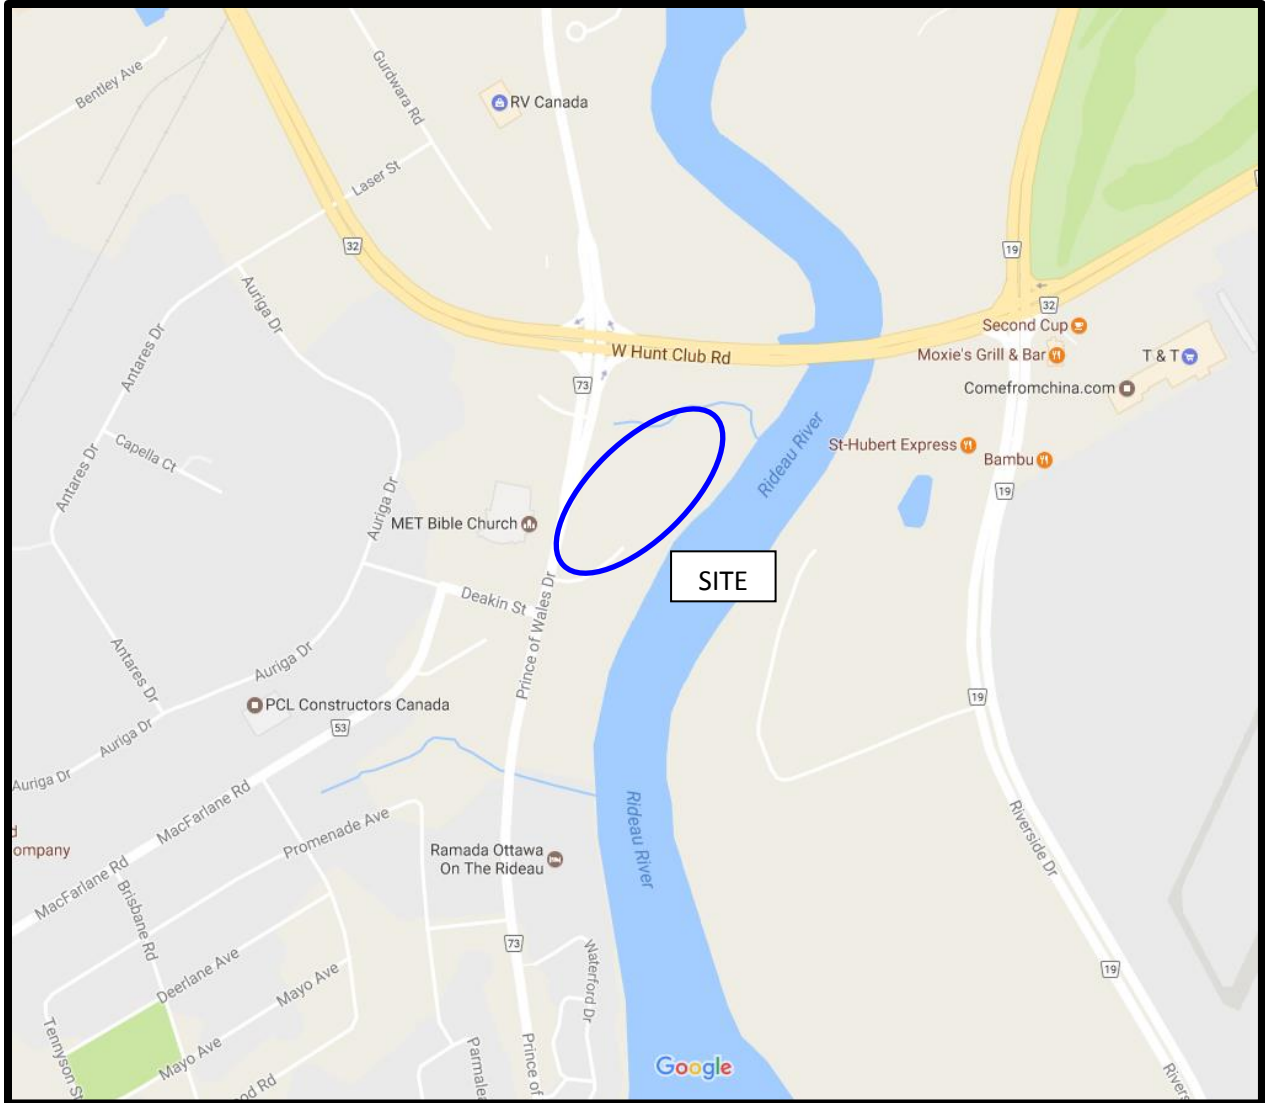 Bentley Ave
Gurdwara Rd
RV Canada
Laser St
32
19
Auriga Dr
32
Second Cup
Antares Dr
W Hunt Club Rd
Moxie's Grill & Bar
T & T
73
Comefromchina.com
Capella Ct
Rideau River
St-Hubert Express
Bambu
Antares Dr
Auriga Dr
19
MET Bible Church
SITE
Deakin St
Prince of Wales Dr
Antares Dr
Auriga Dr
19
PCL Constructors Canada
53
Auriga Dr
Auriga Dr
MacFarlane Rd
Rideau River
Riverside Dr
Promenade Ave
ompany
Ramada Ottawa
On The Rideau
MacFarlane Rd
Brisbane Rd
73
Waterford Dr
Deerlane Ave
Mayo Ave
19
Tennyson St
Mayo Ave
Prince of
Parmalea
Google
Rivers
od Rd